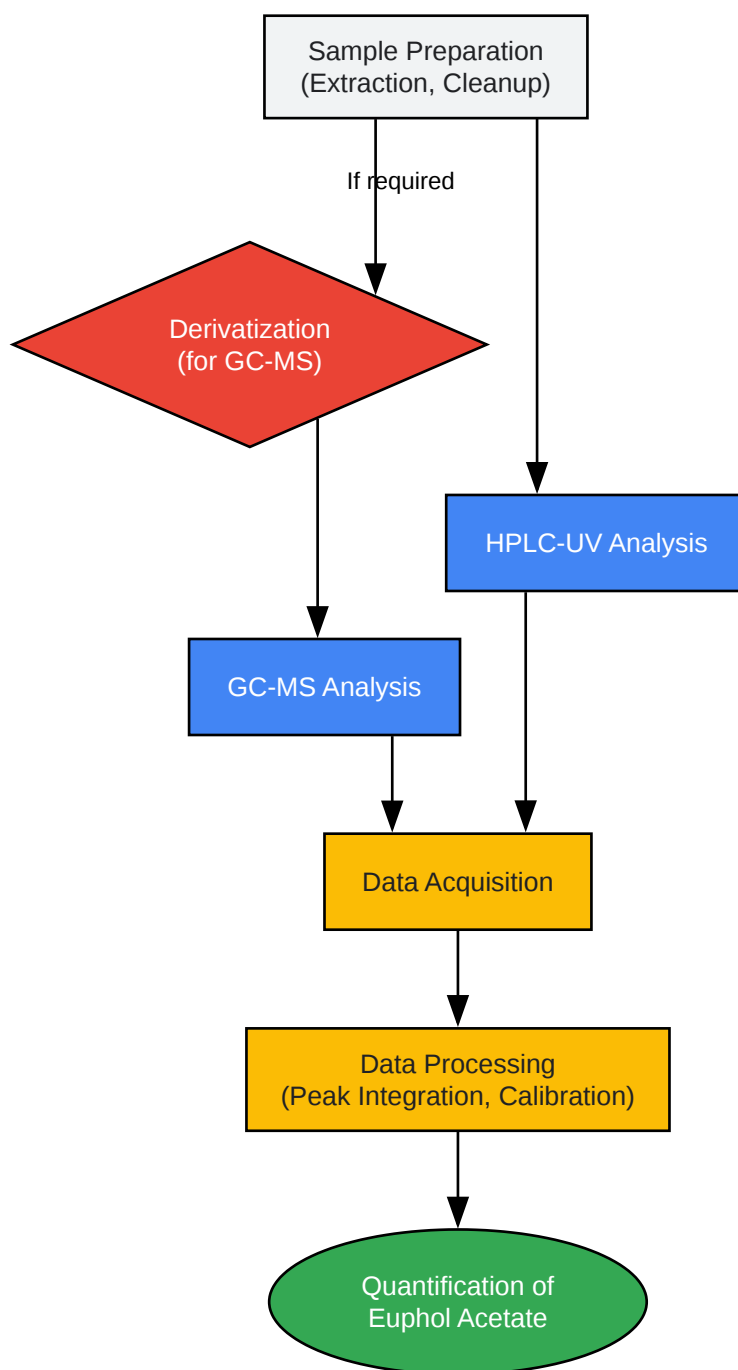 Sample Preparation
(Extraction, Cleanup)
If required
Derivatization
(for GC-MS)
HPLC-UV Analysis
GC-MS Analysis
Data Acquisition
Data Processing
(Peak Integration, Calibration)
Quantification of
Euphol Acetate